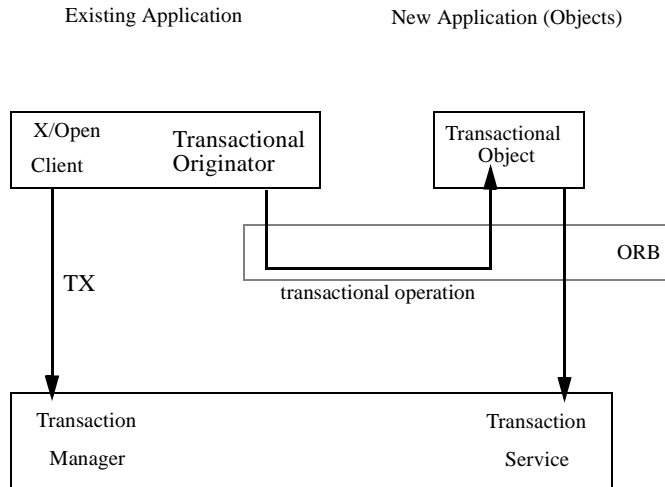 Existing Application
New Application (Objects)
X/Open
Client
Transactional
Originator
Transactional
Object
ORB
TX
transactional operation
Transaction
Manager
Transaction
Service